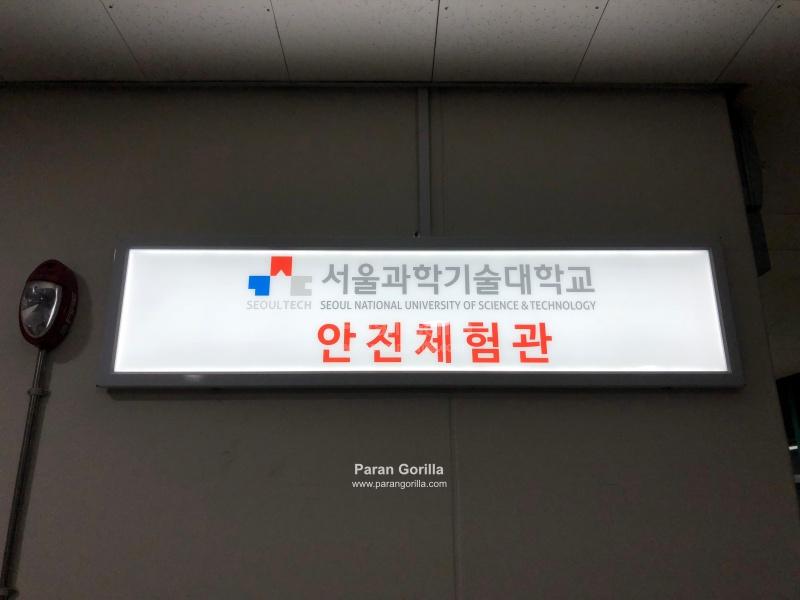 서울과학기술대학교
SEOULTECH SEOUL NATIONAL UNIVERSITY OF SCIENCE & TECHNOLOGY
안전체험관
Paran Gorilla
www.parangorilla.com